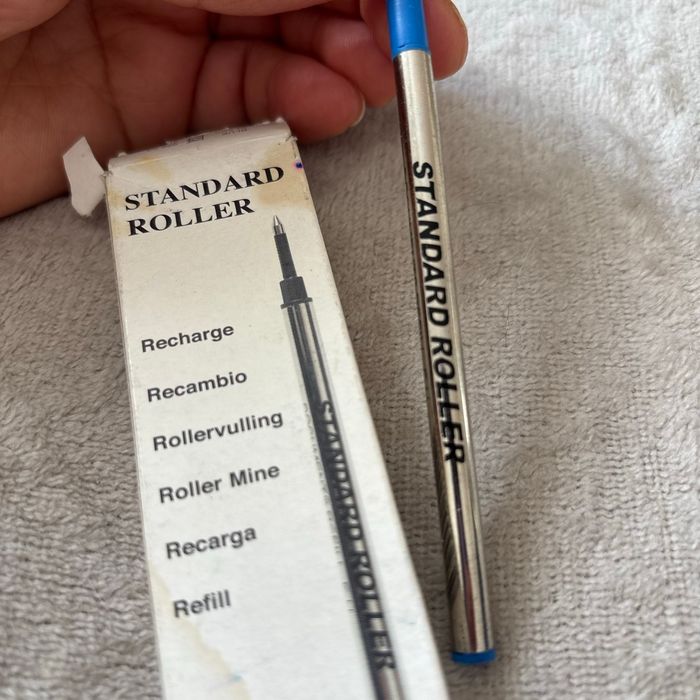 STANDARD
ROLLER
Recharge
Recambio
Rollervulling
Roller Mine
Recarga
Refill
STANDARD ROLLER
STANDARD ROLLER